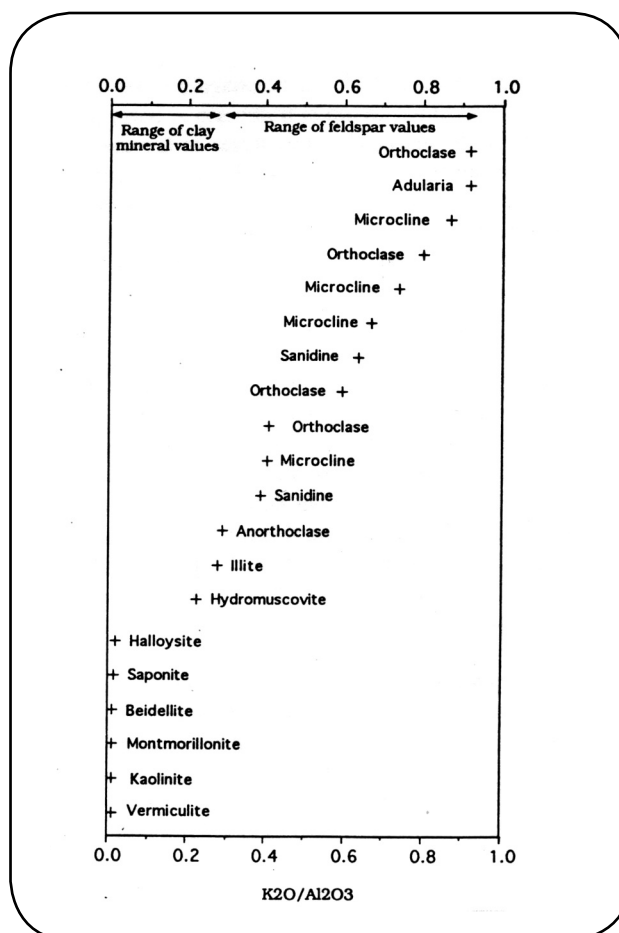 0.0 0.2 0.4 0.6 0.8 1.0
Range of clay
mineral values
Range of feldspar values
Orthoclase
Adularia
Microcline
Orthoclase
Microcline
Microcline
Sanidine
Orthoclase
Orthoclase
Microcline
Sanidine
Anorthoclase
Illite
Hydromuscovite
Halloysite
Saponite
Beidellite
Montmorillonite
Kaolinite
Vermiculite
0.0 0.2 0.4 0.6 0.8 1.0
K2O/Al2O3